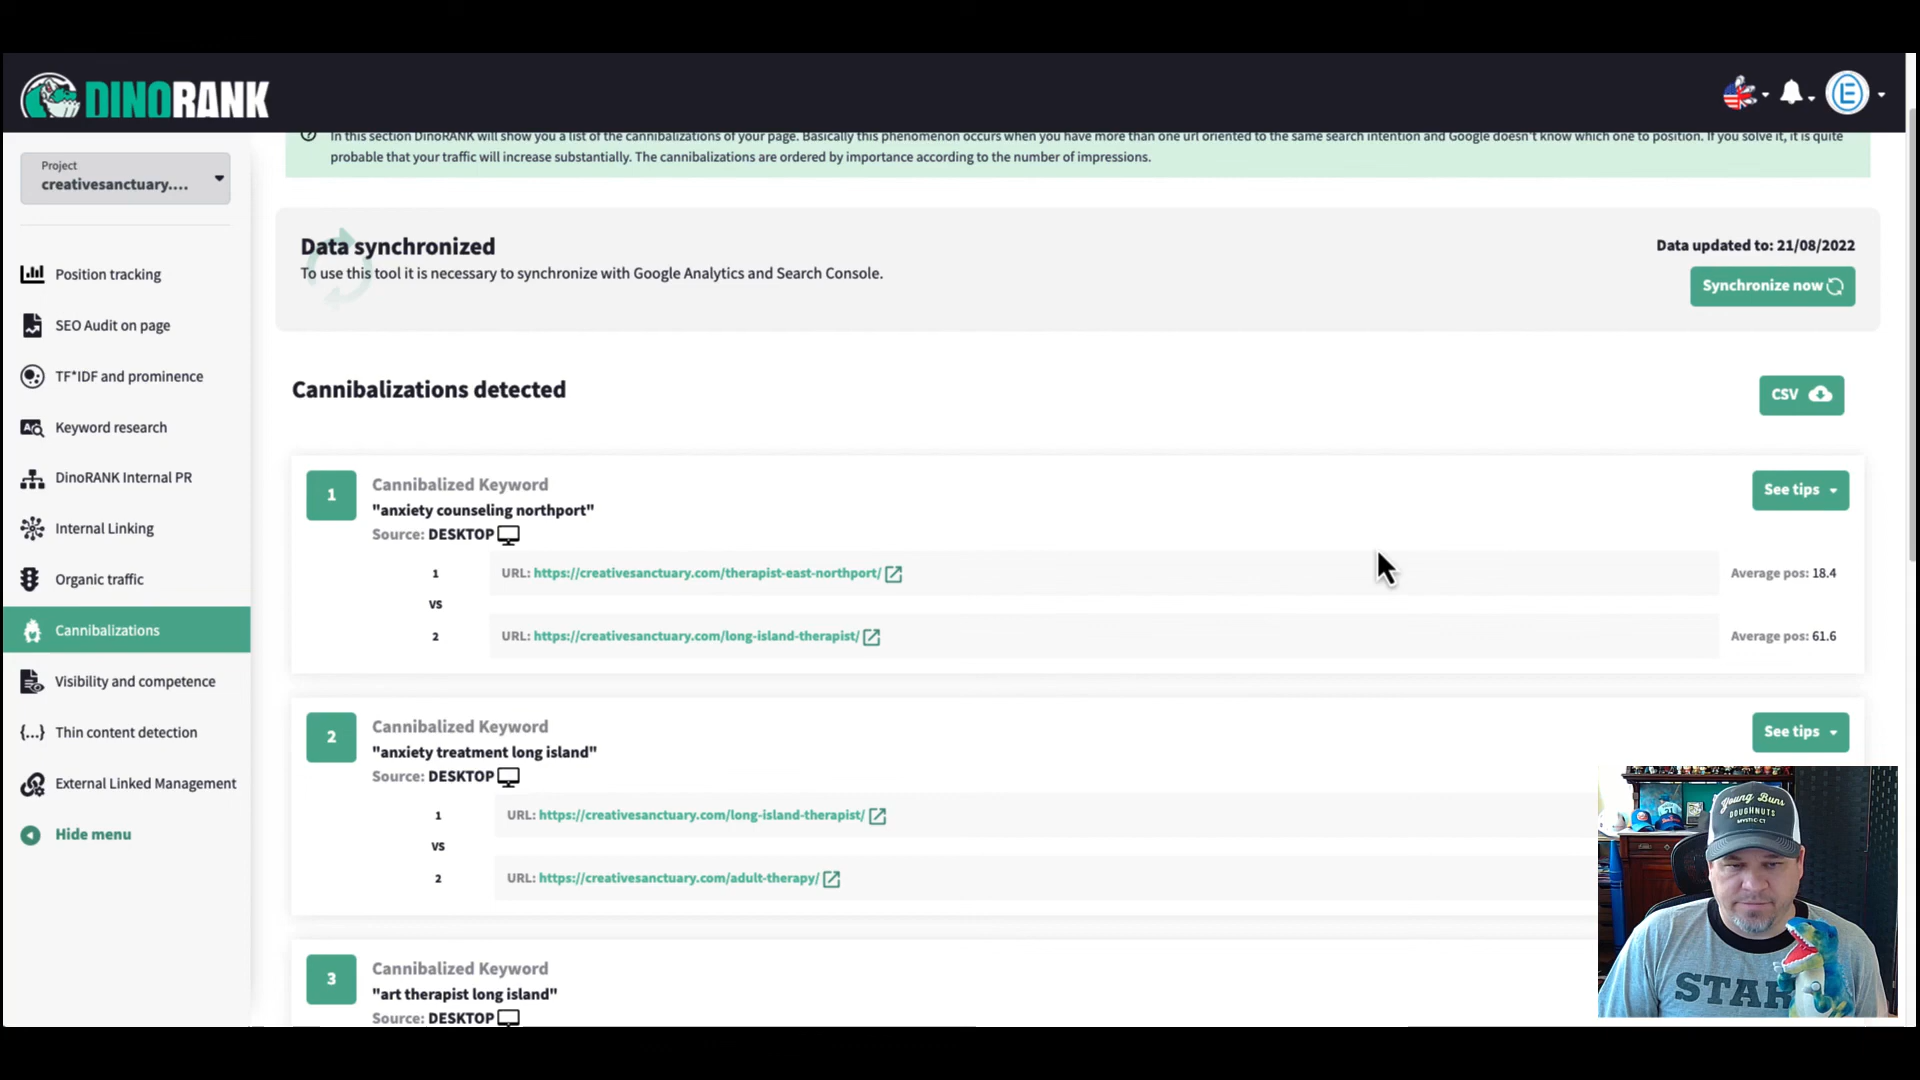 DINORANK
In this section DinoRANK will show you a list of the cannibalizations of your page. Basically this phenomenon occurs when you have more than one url oriented to the same search intention and Google doesn't know which one to position. If you solve it, it is quite
probable that your traffic will increase substantially. The cannibalizations are ordered by importance according to the number of impressions.
Project
creativesanctuary....
Position tracking
SEO Audit on page
TF*IDF and prominence
Keyword research
DinoRANK Internal PR
Internal Linking
Organic traffic
Cannibalizations
Visibility and competence
{...} Thin content detection
External Linked Management
Hide menu
Data synchronized
To use this tool it is necessary to synchronize with Google Analytics and Search Console.
Data updated to: 21/08/2022
Synchronize now
Cannibalizations detected
CSV
1
Cannibalized Keyword
"anxiety counseling northport"
Source: DESKTOP
See tips
1 URL: https://creativesanctuary.com/therapist-east-northport/ Average pos: 18.4
VS
2 URL: https://creativesanctuary.com/long-island-therapist/ Average pos: 61.6
2
Cannibalized Keyword
"anxiety treatment long island"
Source: DESKTOP
See tips
1 URL: https://creativesanctuary.com/long-island-therapist/
VS
2 URL: https://creativesanctuary.com/adult-therapy/
3
Cannibalized Keyword
"art therapist long island"
Source: DESKTOP
Young Buns
DOUGHNUTS
MYSTIC CT
STAR